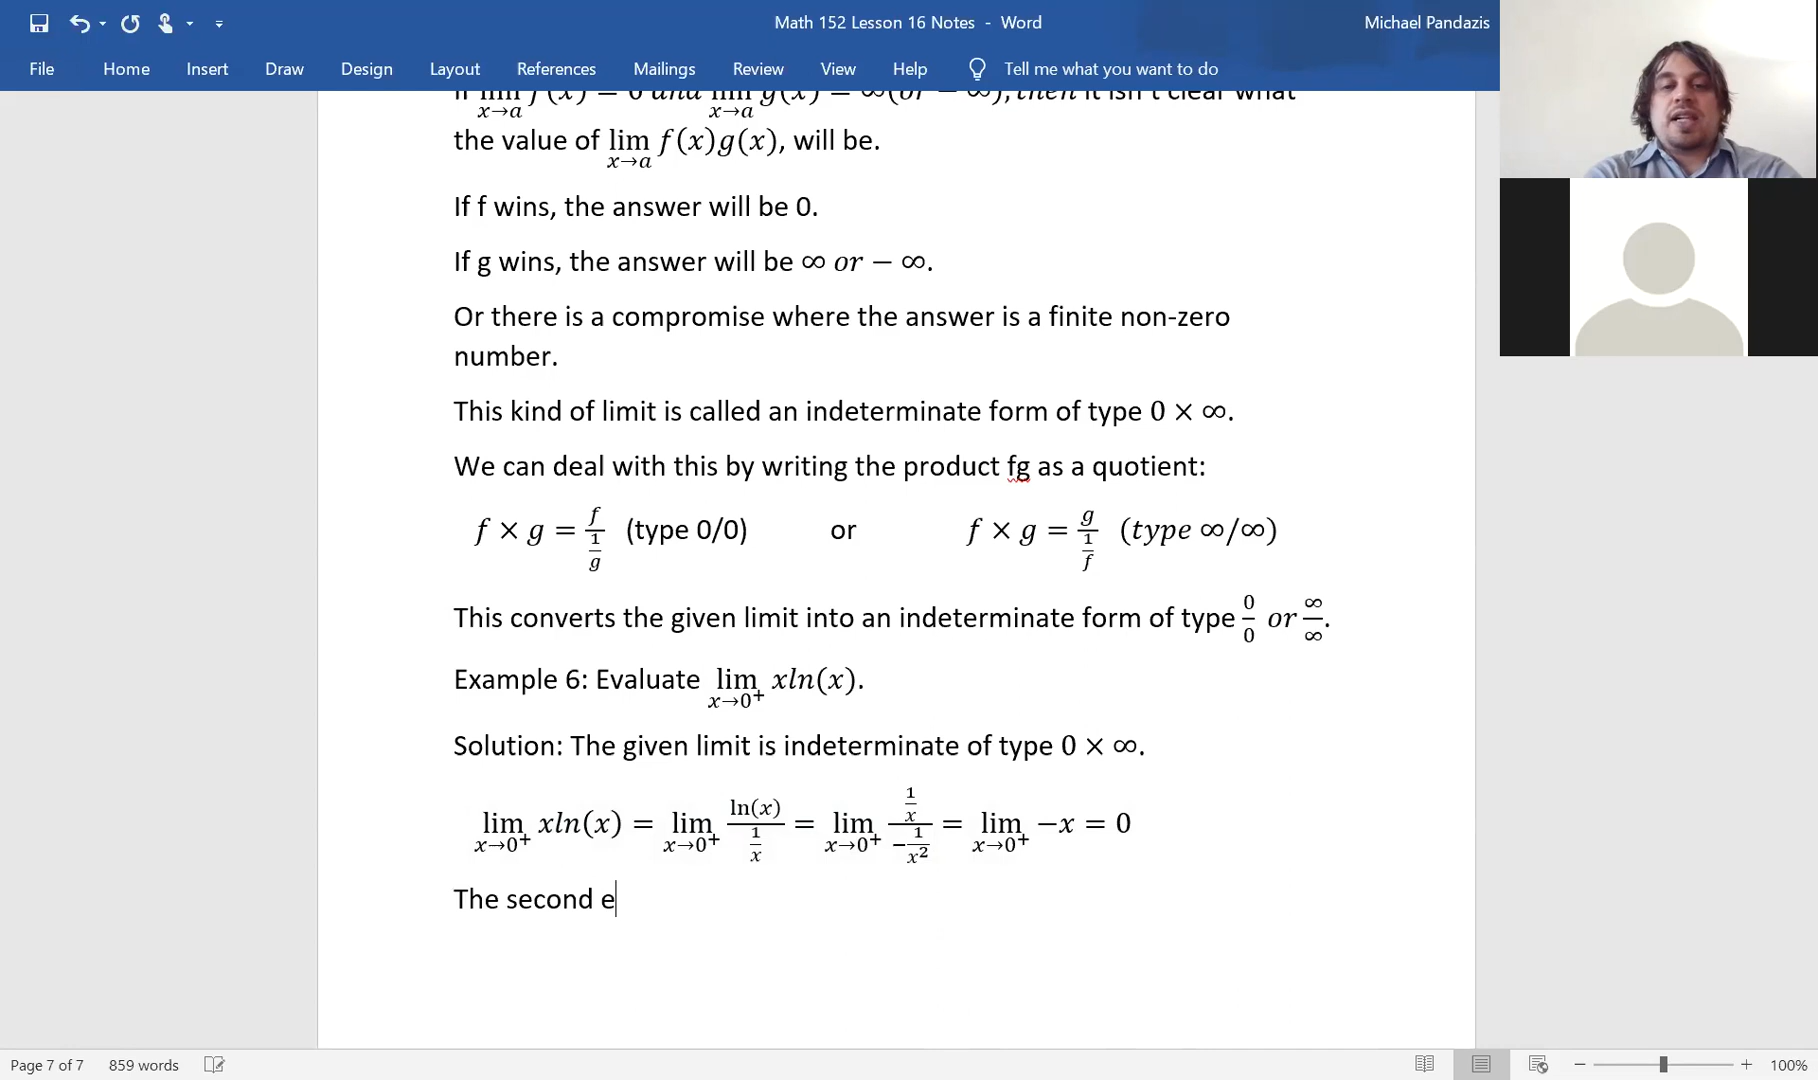 Math 152 Lesson 16 Notes - Word
Michael Pandazis
File Home Insert Draw Design Layout References Mailings Review View Help Tell me what you want to do
x→a x→a g(x) = ∞(or − ∞), then it isn't clear what
the value of lim x→a f(x)g(x), will be.
If f wins, the answer will be 0.
If g wins, the answer will be ∞ or − ∞.
Or there is a compromise where the answer is a finite non-zero
number.
This kind of limit is called an indeterminate form of type 0 × ∞.
We can deal with this by writing the product fg as a quotient:
f × g = f/(1/g) (type 0/0) or f × g = g/(1/f) (type ∞/∞)
This converts the given limit into an indeterminate form of type 0/0 or ∞/∞.
Example 6: Evaluate lim x→0⁺ xln(x).
Solution: The given limit is indeterminate of type 0 × ∞.
lim x→0⁺ xln(x) = lim x→0⁺ ln(x)/(1/x) = lim x→0⁺ (1/x)/(−1/x²) = lim x→0⁺ −x = 0
The second e
Page 7 of 7 859 words 100%